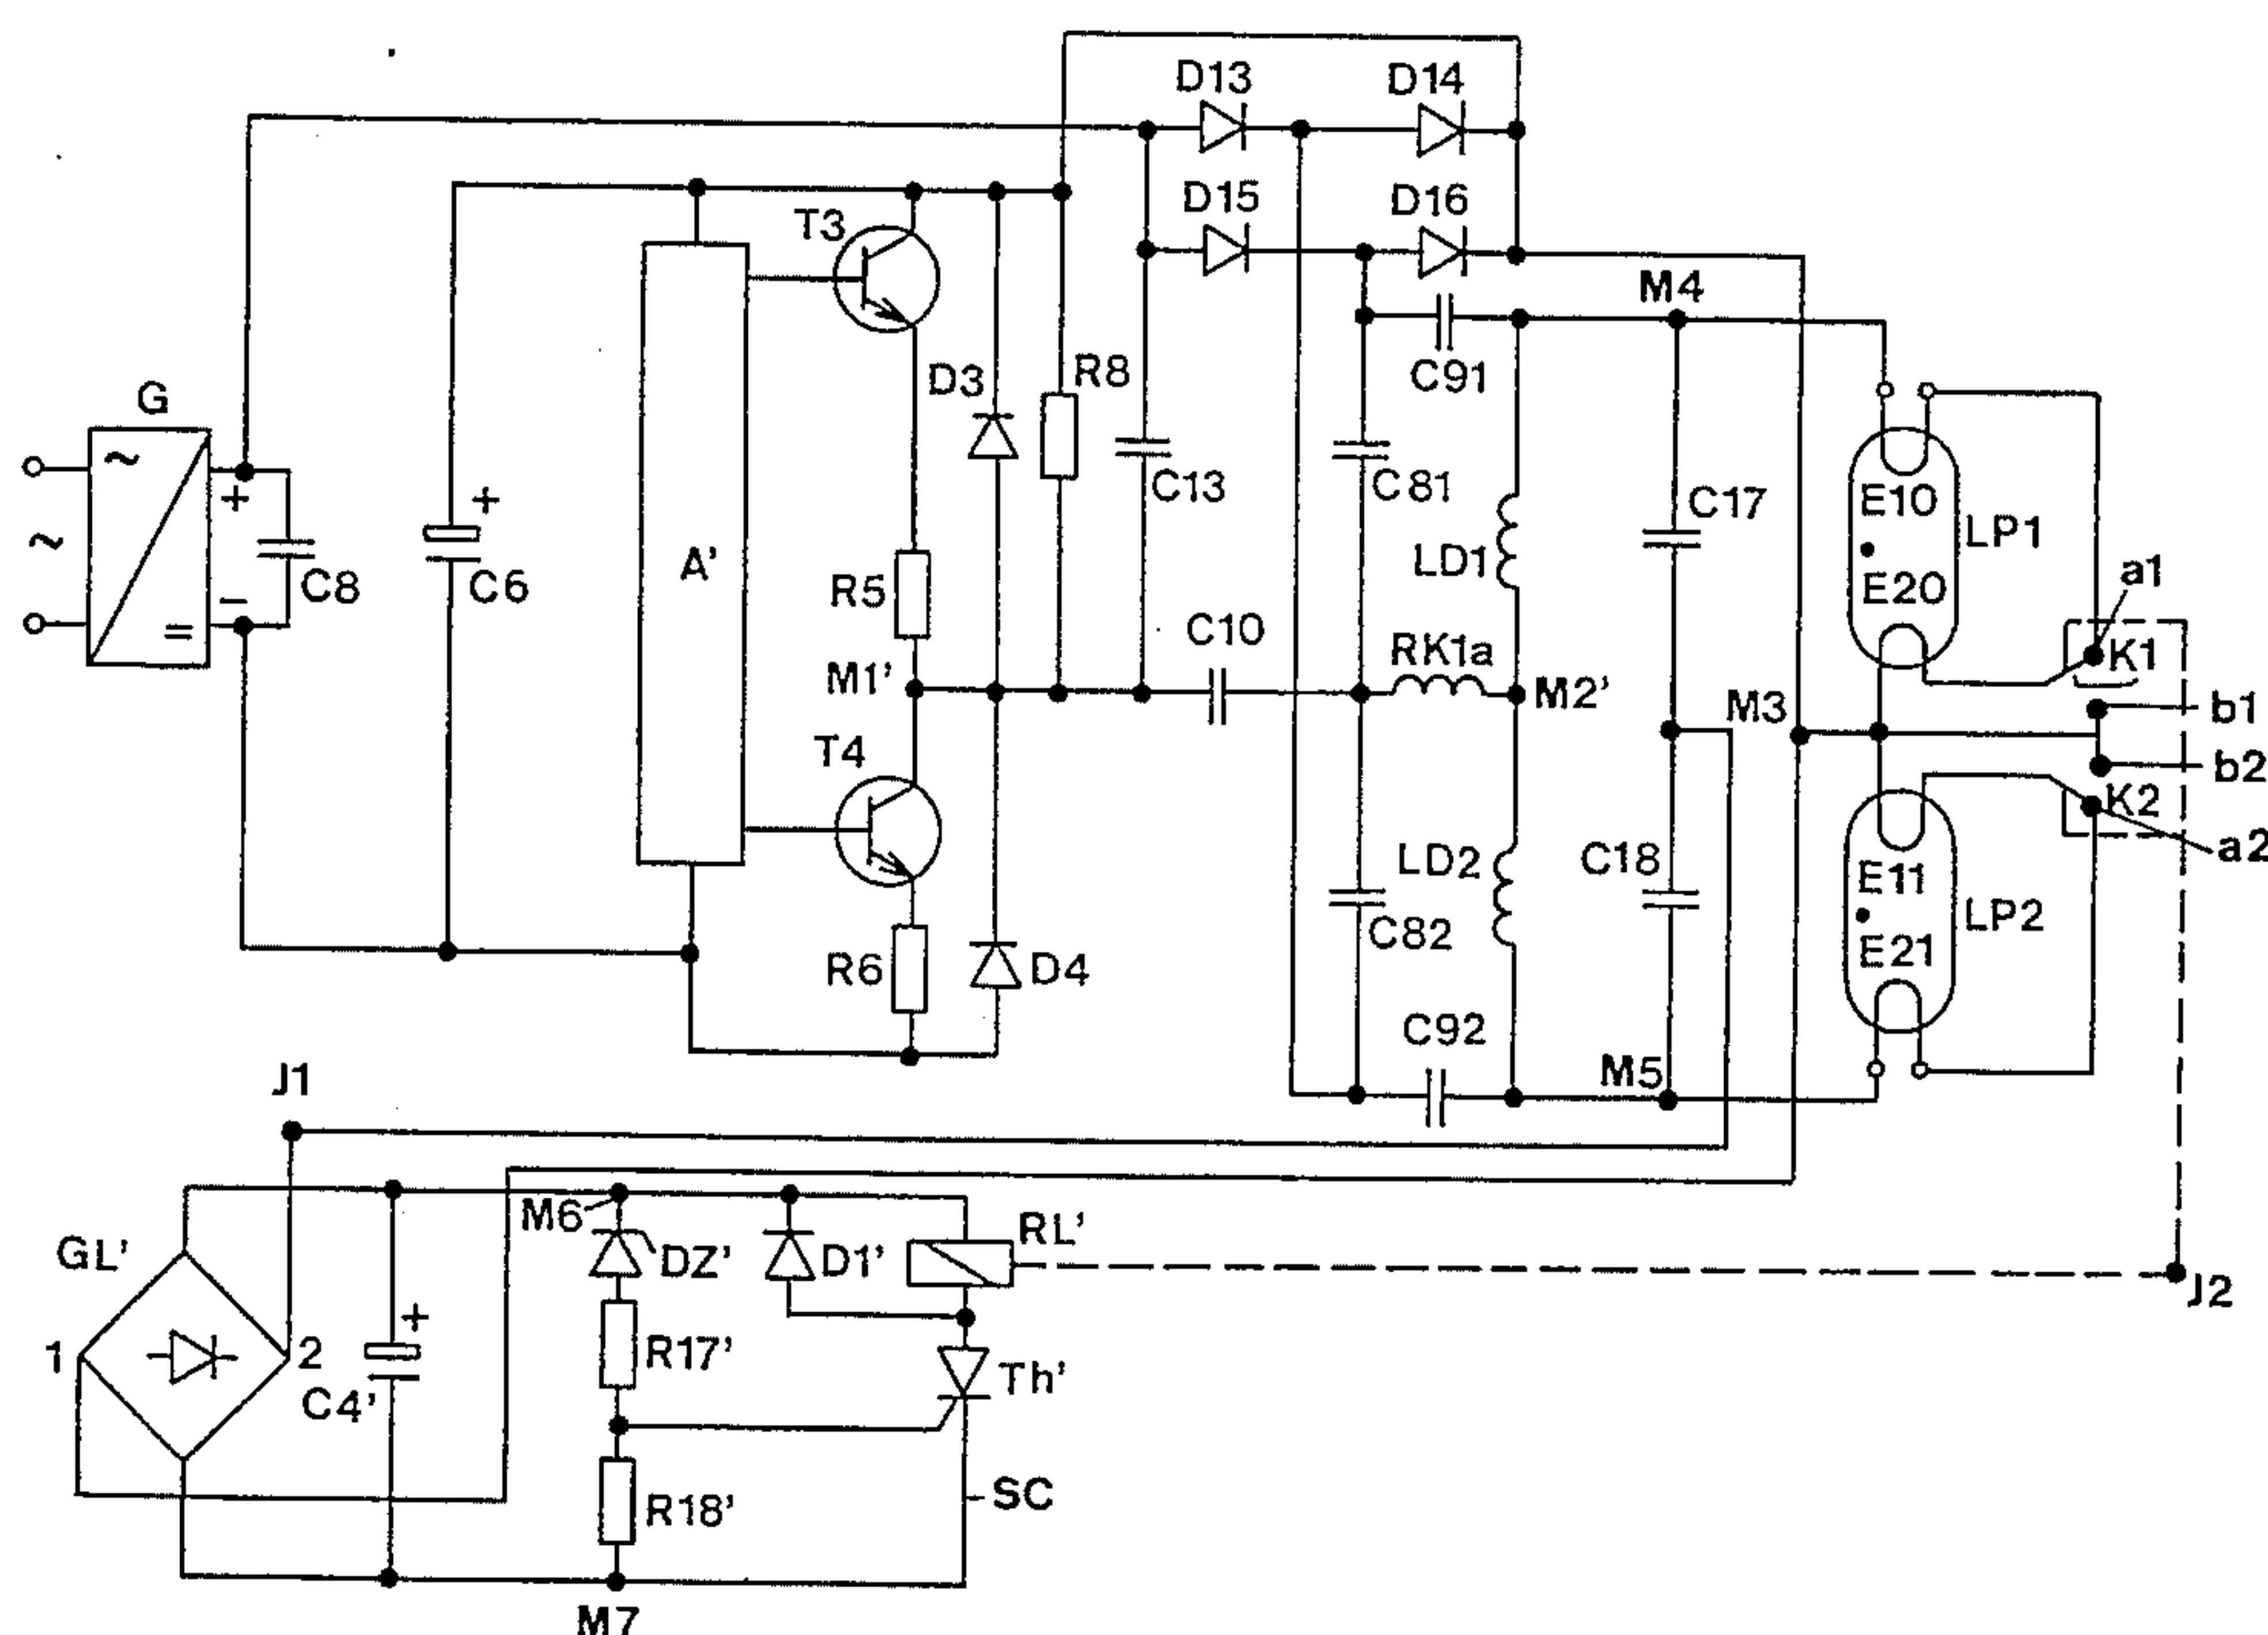 D13
D14
D15
D16
T3
M4
D3
R8
C91
G
~
+
C13
C81
C17
E10
LP1
~
C8
+
C6
A'
R5
LD1
E20
a1
−
=
C10
RK1a
K1
M1'
M2'
M3
b1
T4
b2
K2
C18
LD2
E11
a2
C82
LP2
R6
D4
E21
C92
M5
J1
M6
RL'
GL'
DZ'
D1'
J2
+
1
2
R17'
Th'
C4'
SC
R18'
M7